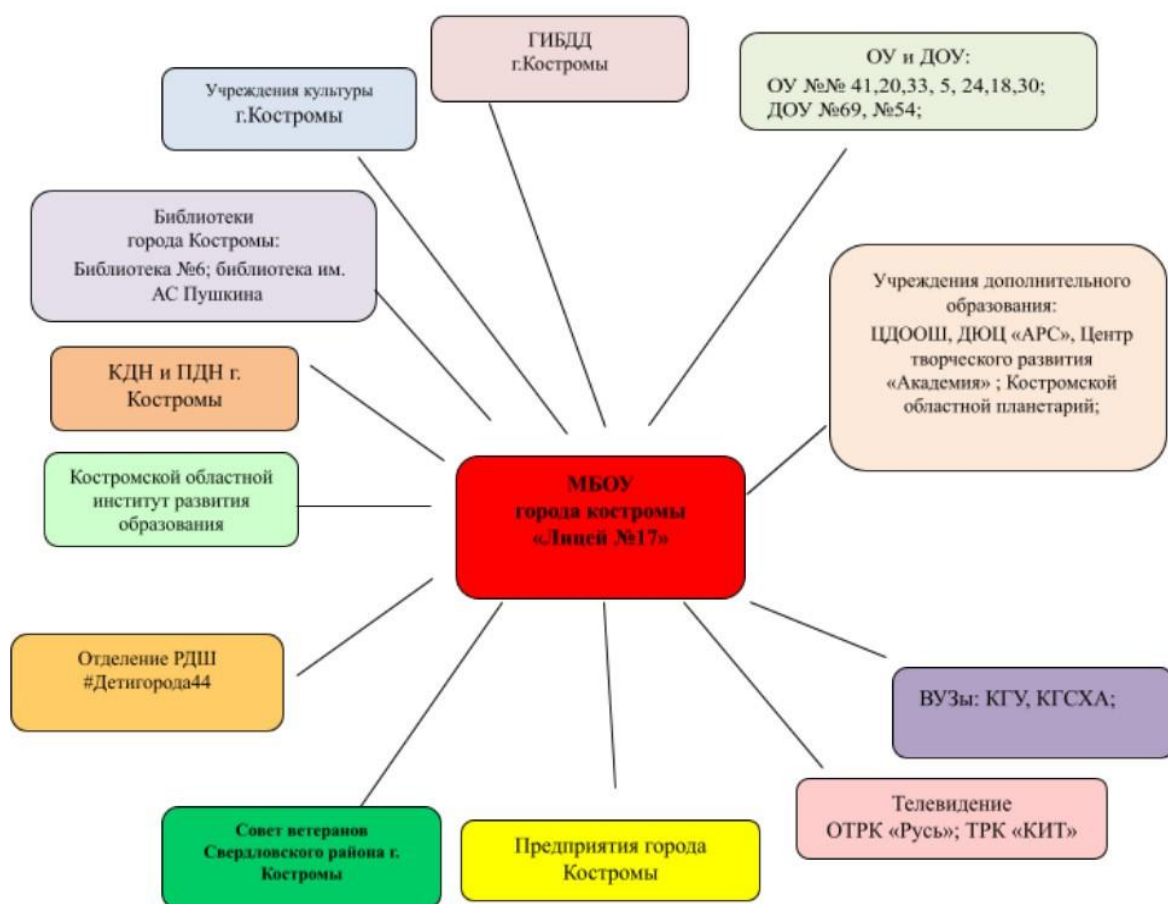 ГИБДД
г.Костромы
Учреждения культуры
г.Костромы
ОУ и ДОУ:
ОУ №№ 41,20,33, 5, 24,18,30;
ДОУ №69, №54;
Библиотеки
города Костромы:
Библиотека №6; библиотека им.
АС Пушкина
Учреждения дополнительного
образования:
ЦДООШ, ДЮЦ «АРС», Центр
творческого развития
«Академия» ; Костромской
областной планетарий;
КДН и ПДН г.
Костромы
МБОУ
города костромы
«Лицей №17»
Костромской областной
институт развития
образования
Отделение РДШ
#Детигорода44
ВУЗы: КГУ, КГСХА;
Телевидение
ОТРК «Русь»; ТРК «КИТ»
Совет ветеранов
Свердловского района г.
Костромы
Предприятия города
Костромы